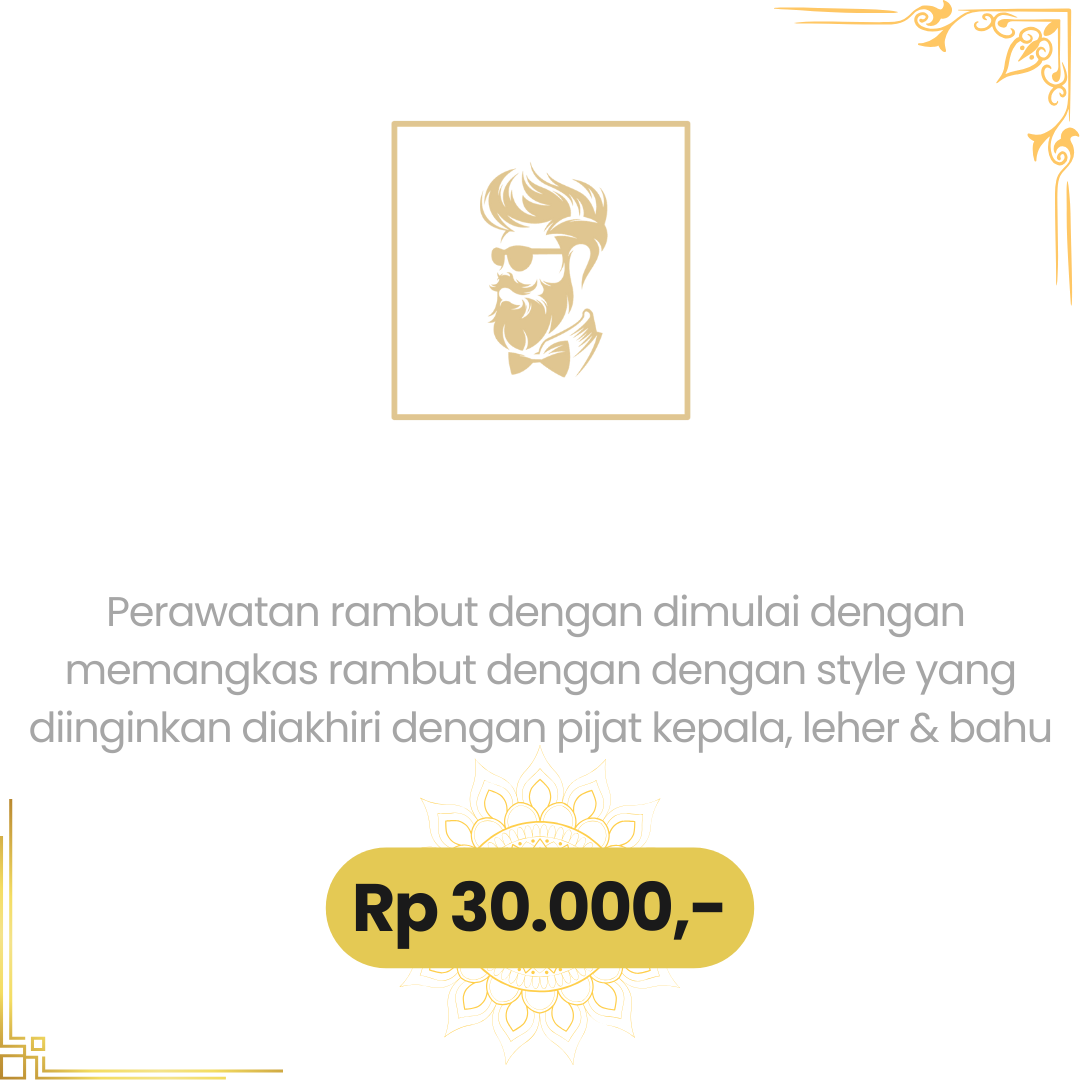 Perawatan rambut dengan dimulai dengan
memangkas rambut dengan dengan style yang
diinginkan diakhiri dengan pijat kepala, leher & bahu
Rp 30.000,-